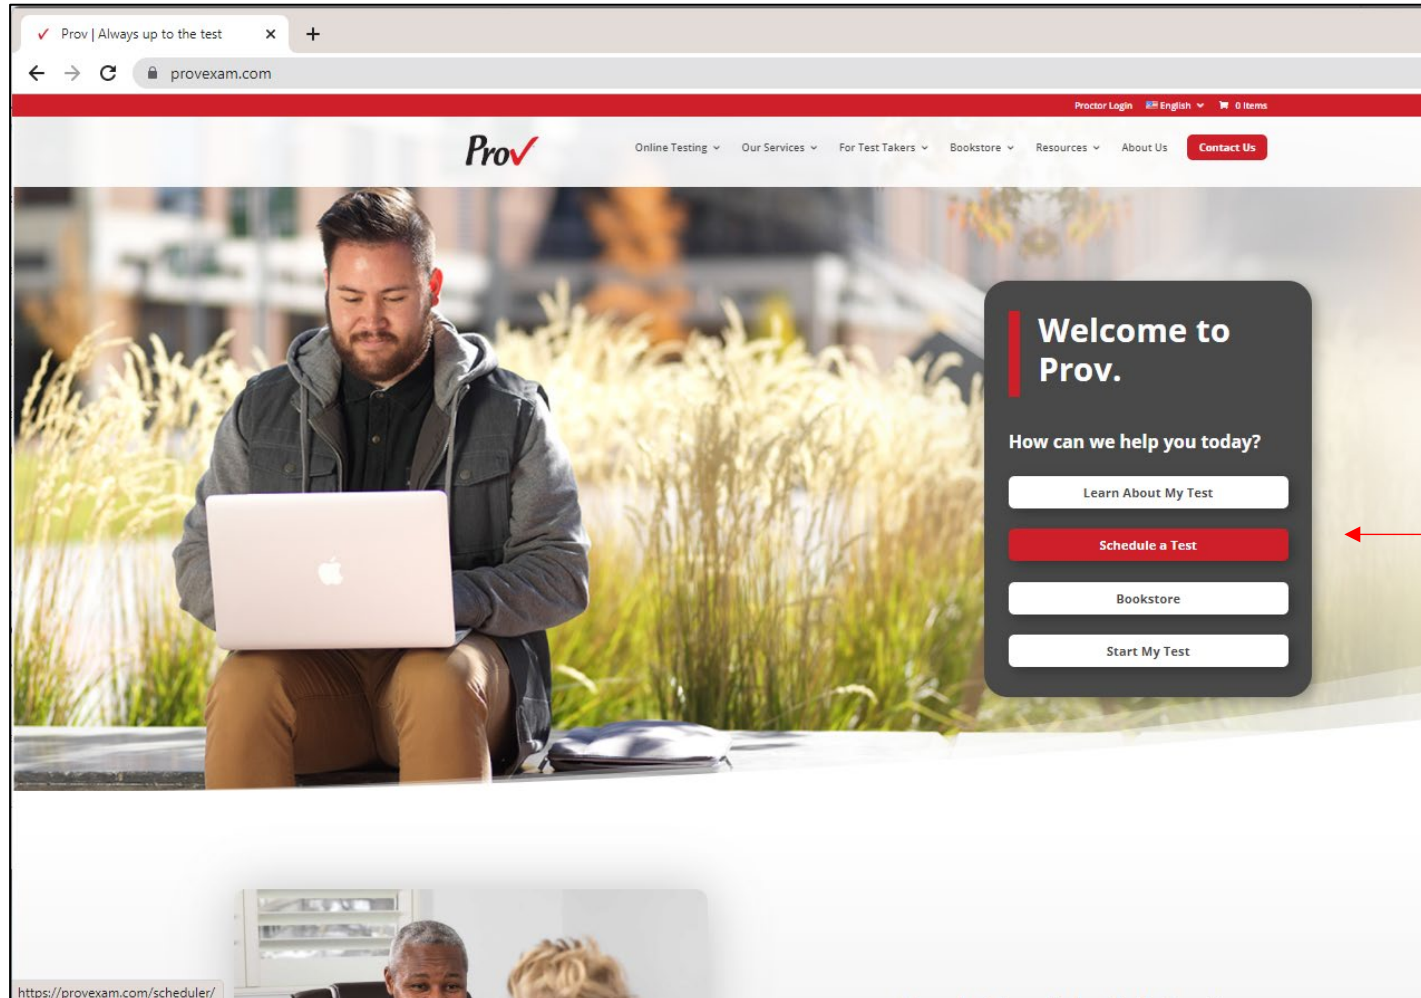 Prov | Always up to the test
provexam.com
Proctor Login English 0 Items
Prov Online Testing Our Services For Test Takers Bookstore Resources About Us Contact Us
Welcome to
Prov.
How can we help you today?
Learn About My Test
Schedule a Test
Bookstore
Start My Test
https://provexam.com/scheduler/